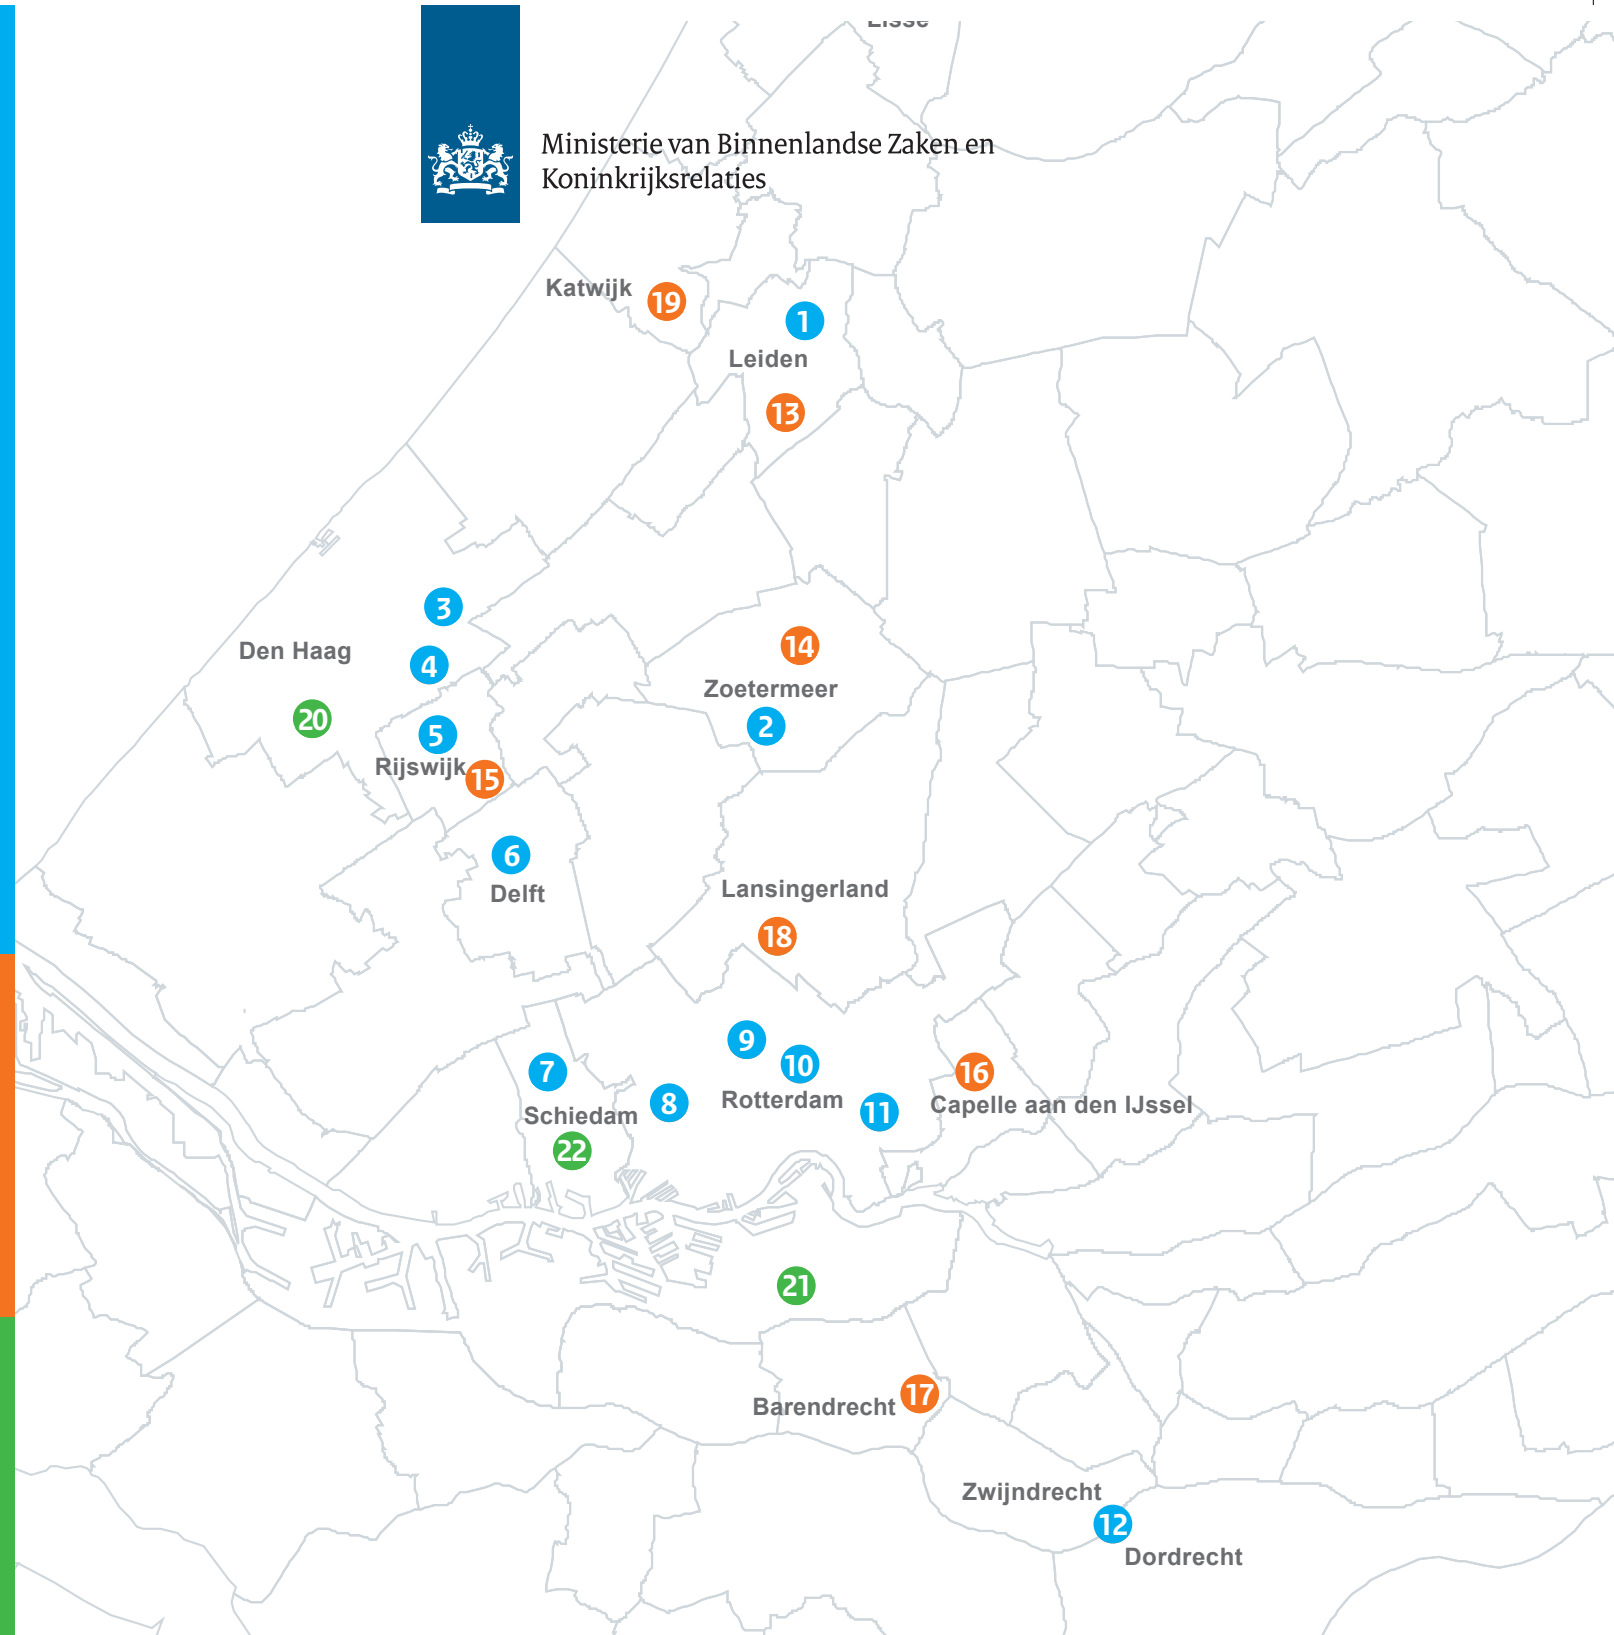 Lisse
Ministerie van Binnenlandse Zaken en
Koninkrijksrelaties
Katwijk
19
1
Leiden
13
3
Den Haag
4
14
Zoetermeer
20
5
2
Rijswijk
15
6
Delft
Lansingerland
18
9
10
7
16
8
Rotterdam
11
Capelle aan den IJssel
Schiedam
22
21
17
Barendrecht
Zwijndrecht
12
Dordrecht